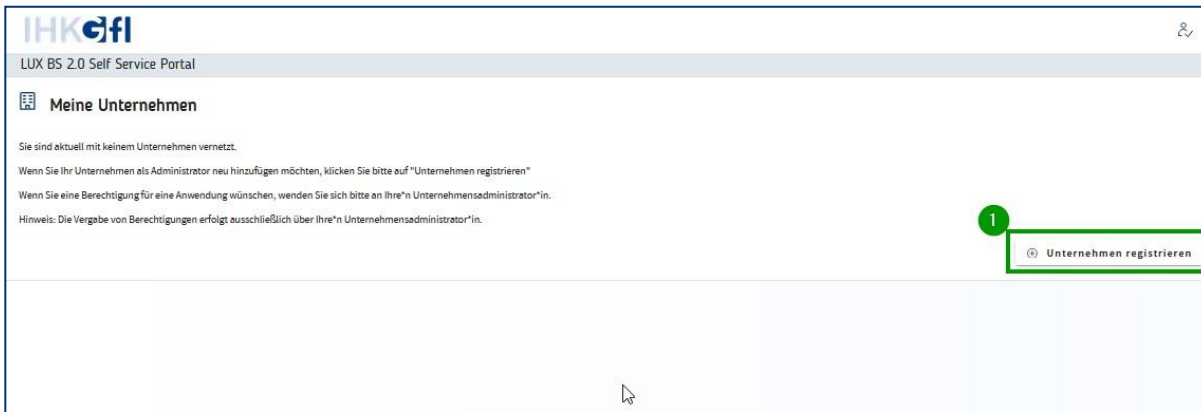 IHKGfI
LUX BS 2.0 Self Service Portal
Meine Unternehmen
Sie sind aktuell mit keinem Unternehmen vernetzt.
Wenn Sie Ihr Unternehmen als Administrator neu hinzufügen möchten, klicken Sie bitte auf "Unternehmen registrieren"
Wenn Sie eine Berechtigung für eine Anwendung wünschen, wenden Sie sich bitte an Ihre*n Unternehmensadministrator*in.
Hinweis: Die Vergabe von Berechtigungen erfolgt ausschließlich über Ihre*n Unternehmensadministrator*in.
1
Unternehmen registrieren